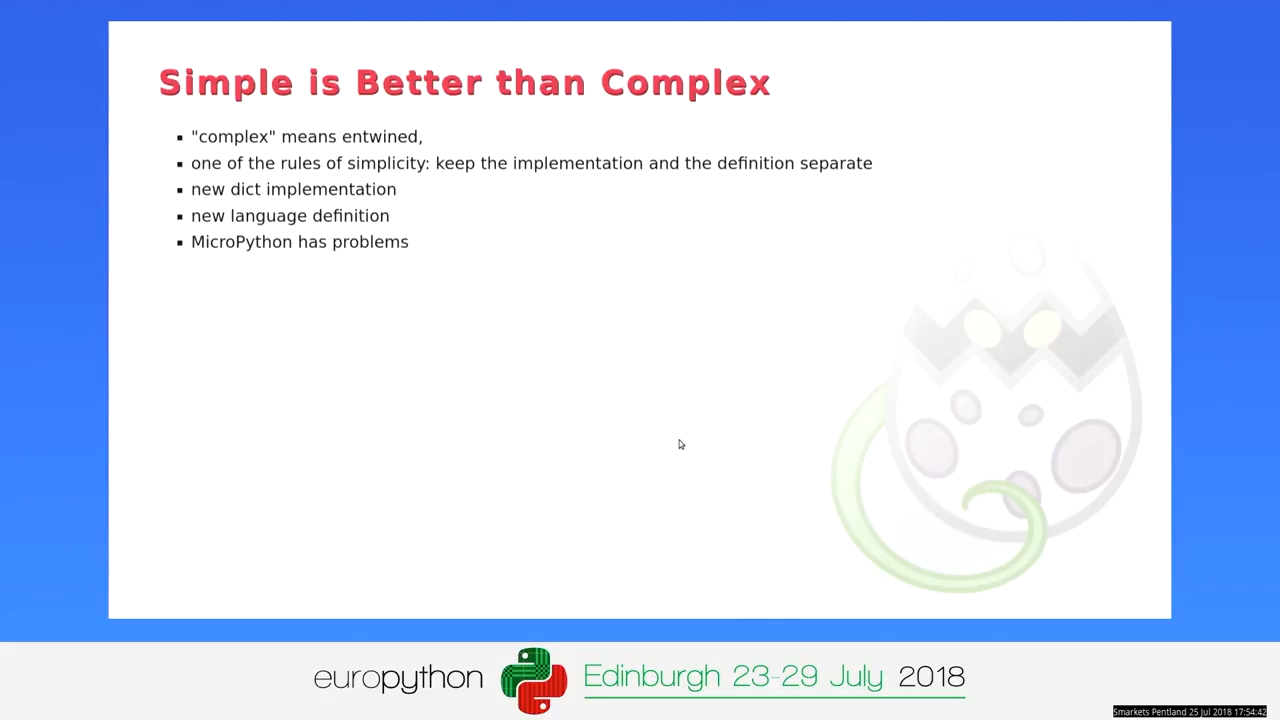 Simple is Better than Complex
"complex" means entwined,
one of the rules of simplicity: keep the implementation and the definition separate
new dict implementation
new language definition
MicroPython has problems
europython Edinburgh 23-29 July 2018
Smarkets Pentland 25 Jul 2018 17:54:42